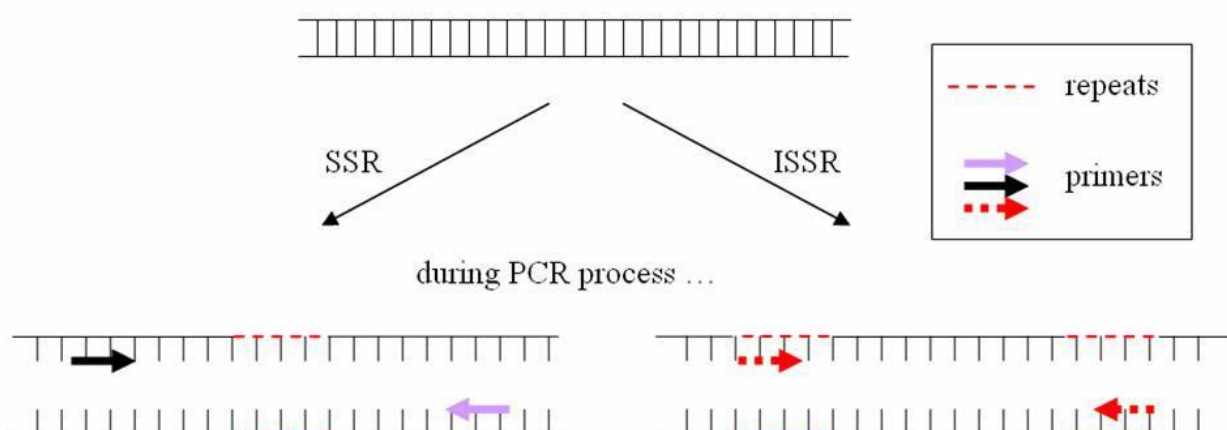 repeats
SSR
ISSR
primers
during PCR process …